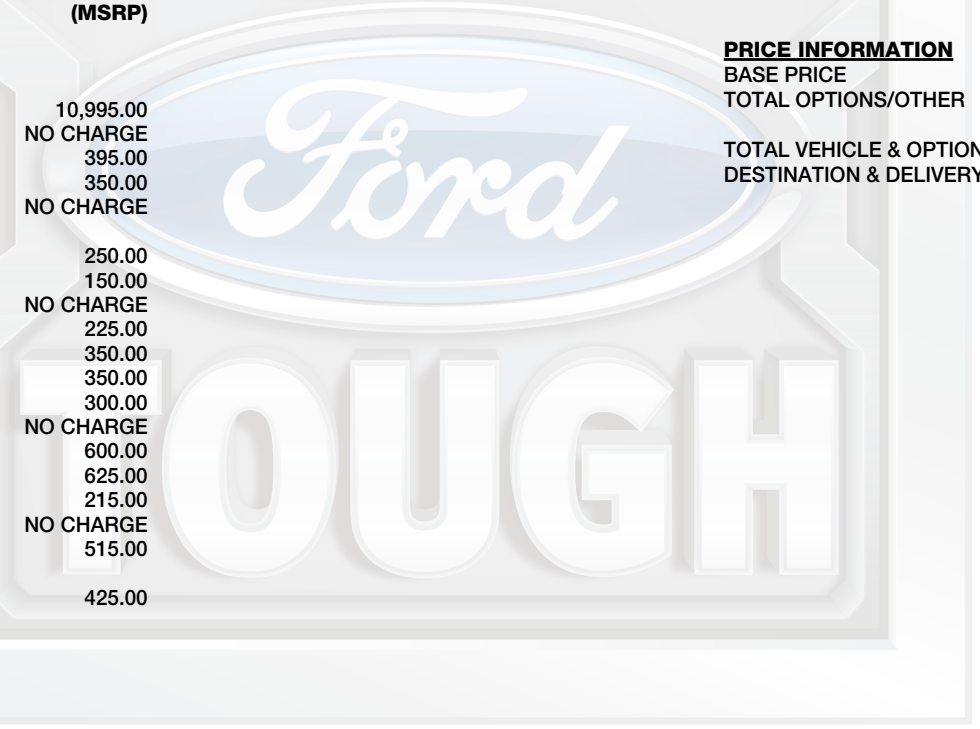 (MSRP)
10,995.00
NO CHARGE
395.00
350.00
NO CHARGE
250.00
150.00
NO CHARGE
225.00
350.00
350.00
300.00
NO CHARGE
600.00
625.00
215.00
NO CHARGE
515.00
425.00
PRICE INFORMATION
BASE PRICE
TOTAL OPTIONS/OTHER
TOTAL VEHICLE & OPTION
DESTINATION & DELIVERY
Ford
TOUGH